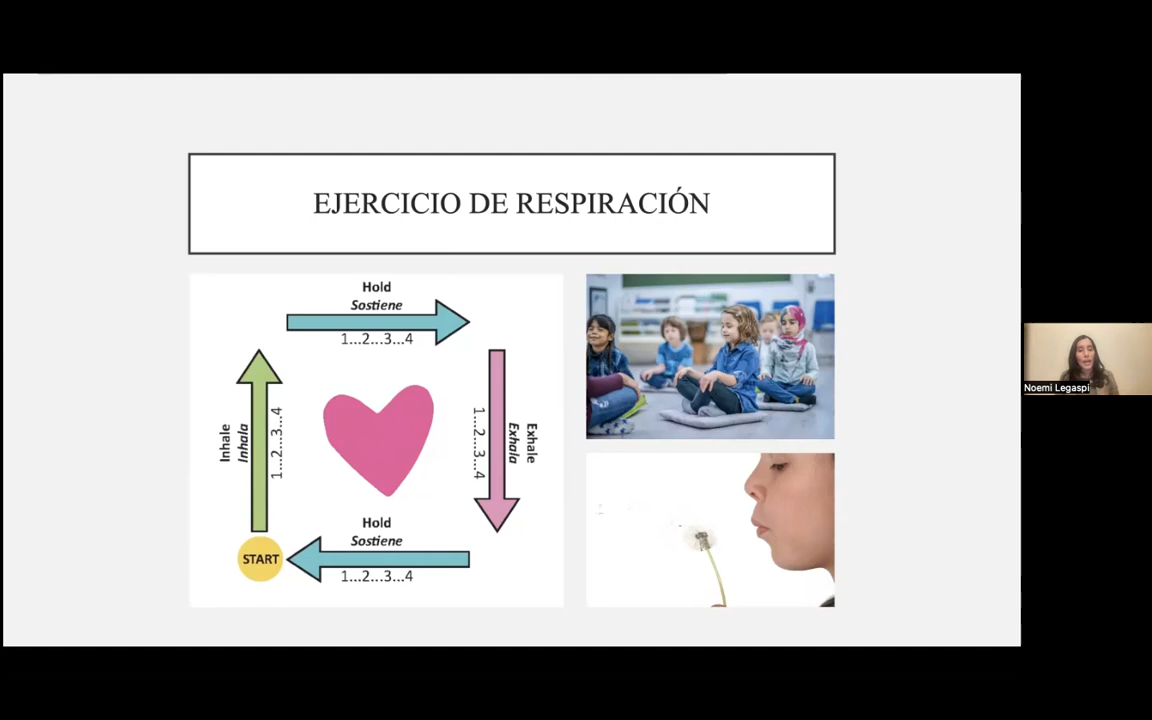 EJERCICIO DE RESPIRACIÓN
Hold
Sostiene
1...2...3...4
Inhale
Inhala
1...2...3...4
1...2...3...4
Exhala
Exhale
Hold
Sostiene
1...2...3...4
START
Noemi Legaspi